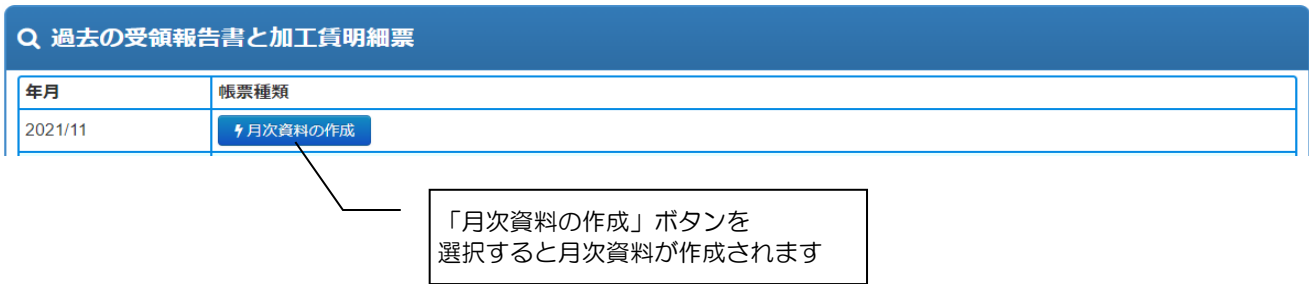 過去の受領報告書と加工賃明細票
年月 帳票種類
2021/11 月次資料の作成
「月次資料の作成」ボタンを
選択すると月次資料が作成されます